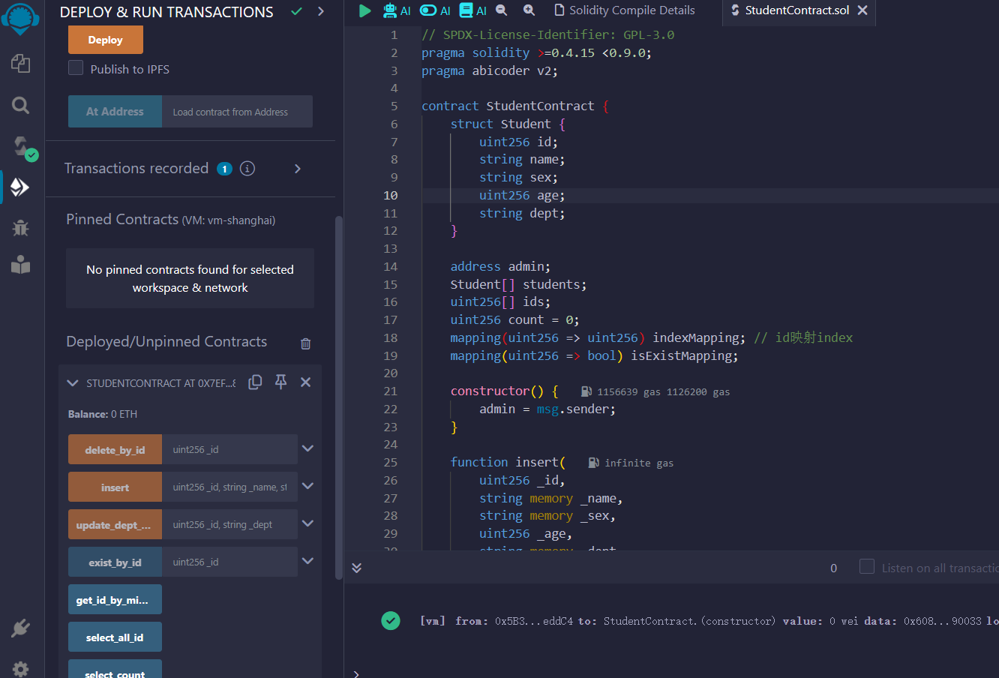 DEPLOY & RUN TRANSACTIONS
Deploy
Publish to IPFS
At Address
Load contract from Address
Transactions recorded 1 i
Pinned Contracts (VM: vm-shanghai)
No pinned contracts found for selected
workspace & network
Deployed/Unpinned Contracts
STUDENTCONTRACT AT 0X7EF...8
Balance: 0 ETH
delete_by_id uint256 _id
insert uint256 _id, string _name, st
update_dept_... uint256 _id, string _dept
exist_by_id uint256 _id
get_id_by_mi...
select_all_id
select_count
AI AI AI Solidity Compile Details StudentContract.sol
1 // SPDX-License-Identifier: GPL-3.0
2 pragma solidity >=0.4.15 <0.9.0;
3 pragma abicoder v2;
4
5 contract StudentContract {
6 struct Student {
7 uint256 id;
8 string name;
9 string sex;
10 uint256 age;
11 string dept;
12 }
13
14 address admin;
15 Student[] students;
16 uint256[] ids;
17 uint256 count = 0;
18 mapping(uint256 => uint256) indexMapping; // id映射index
19 mapping(uint256 => bool) isExistMapping;
20
21 constructor() { 1156639 gas 1126200 gas
22 admin = msg.sender;
23 }
24
25 function insert( infinite gas
26 uint256 _id,
27 string memory _name,
28 string memory _sex,
29 uint256 _age,
30 string memory _dept
0 Listen on all transactio
[vm] from: 0x5B3...eddC4 to: StudentContract.(constructor) value: 0 wei data: 0x608...90033 lo
>